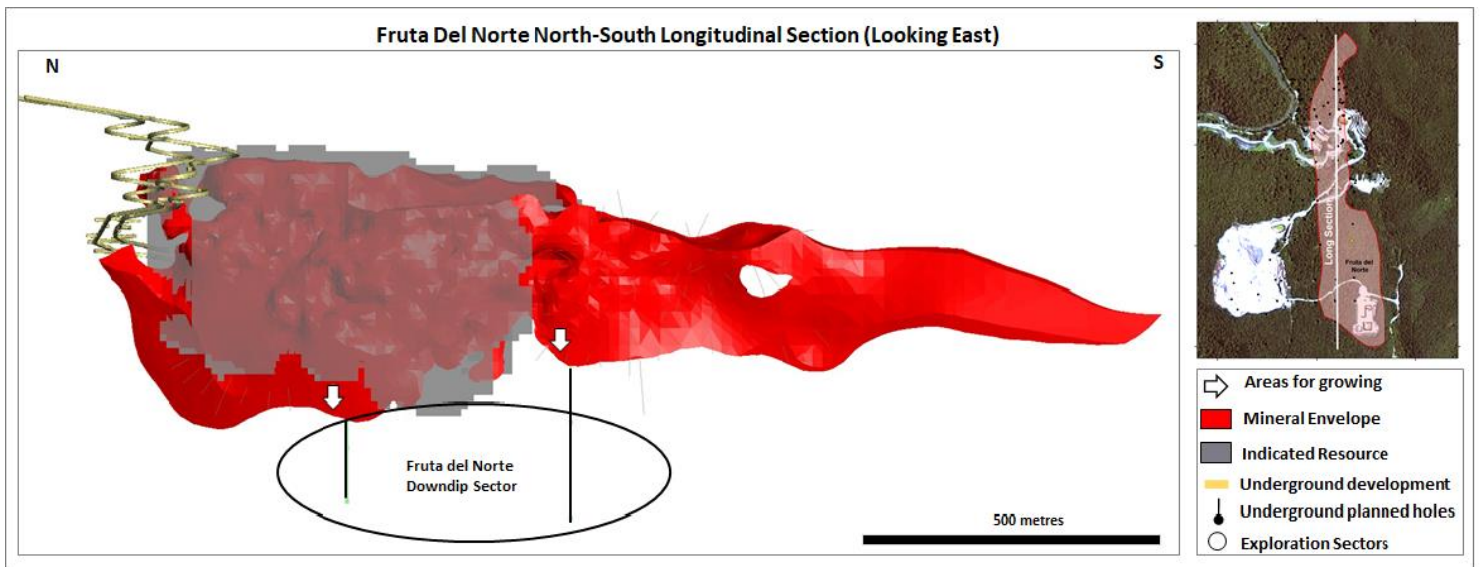 Fruta Del Norte North-South Longitudinal Section (Looking East)
N
S
Fruta del Norte
Downdip Sector
500 metres
Long Section
Fruta del
Norte
Areas for growing
Mineral Envelope
Indicated Resource
Underground development
Underground planned holes
Exploration Sectors